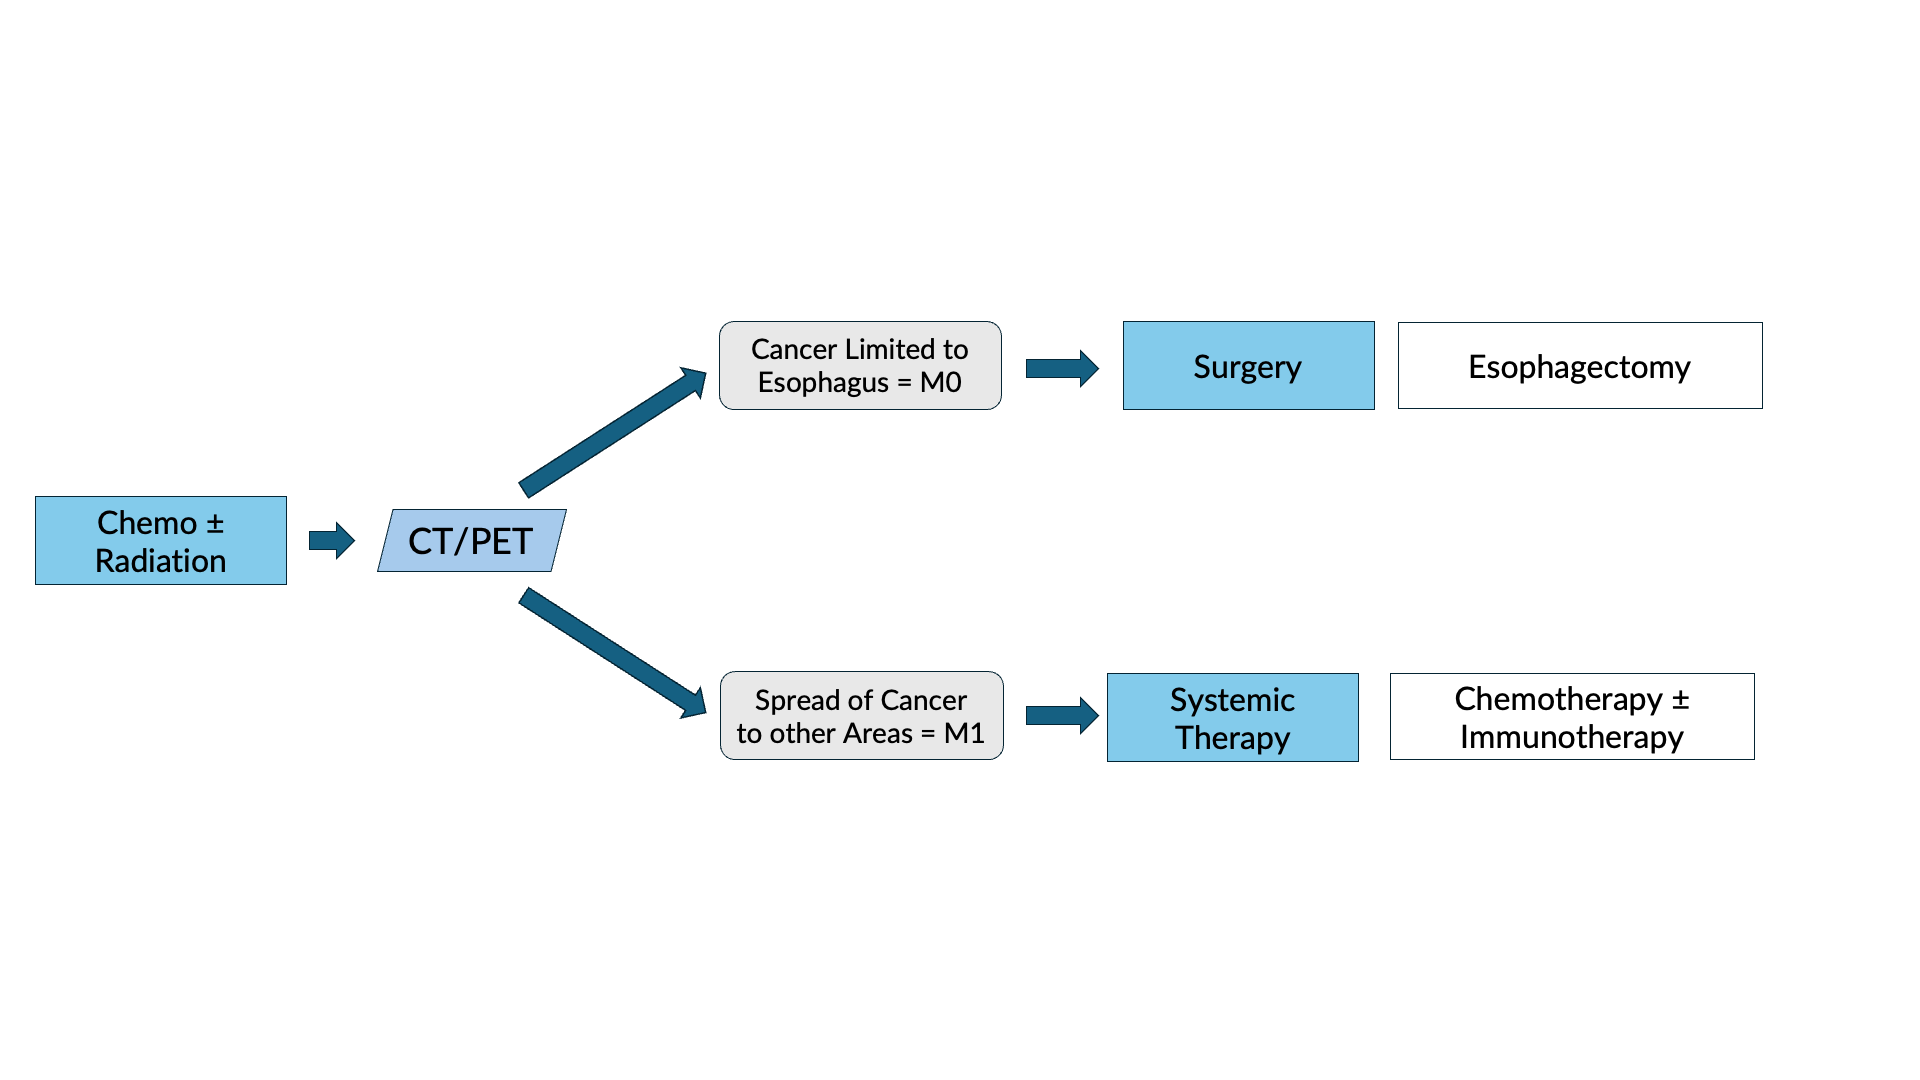 Chemo ±
Radiation
CT/PET
Cancer Limited to
Esophagus = M0
Surgery
Esophagectomy
Spread of Cancer
to other Areas = M1
Systemic
Therapy
Chemotherapy ±
Immunotherapy